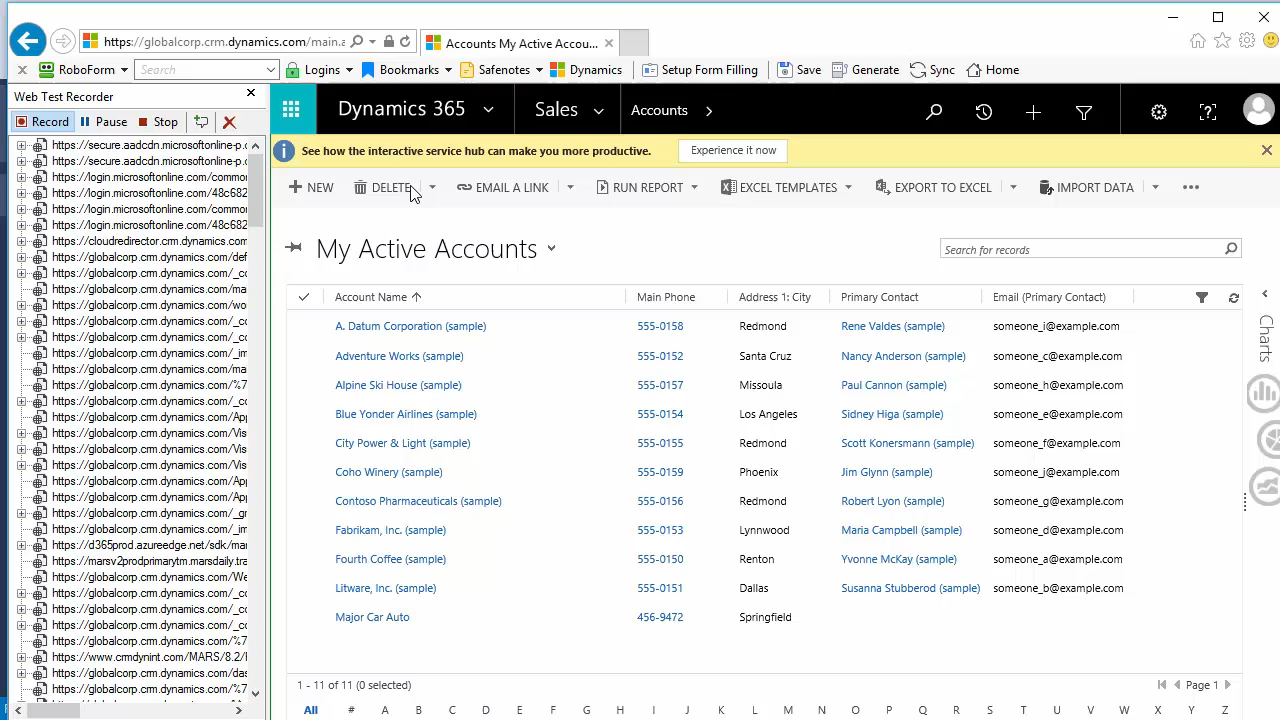 https://globalcorp.crm.dynamics.com/main.a
Accounts My Active Accou...
RoboForm
Search
Logins
Bookmarks
Safenotes
Dynamics
Setup Form Filling
Save
Generate
Sync
Home
Web Test Recorder
Record
Pause
Stop
https://secure.aadcdn.microsoftonline-p.c
https://secure.aadcdn.microsoftonline-p.c
https://login.microsoftonline.com/common
https://login.microsoftonline.com/48c682
https://login.microsoftonline.com/common
https://login.microsoftonline.com/48c682
https://cloudredirector.crm.dynamics.com
https://globalcorp.crm.dynamics.com/def
https://globalcorp.crm.dynamics.com/_c
https://globalcorp.crm.dynamics.com/ma
https://globalcorp.crm.dynamics.com/wo
https://globalcorp.crm.dynamics.com/_c
https://globalcorp.crm.dynamics.com/_c
https://globalcorp.crm.dynamics.com/_im
https://globalcorp.crm.dynamics.com/ma
https://globalcorp.crm.dynamics.com/%7
https://globalcorp.crm.dynamics.com/_c
https://globalcorp.crm.dynamics.com/Ap
https://globalcorp.crm.dynamics.com/Vis
https://globalcorp.crm.dynamics.com/Vis
https://globalcorp.crm.dynamics.com/Vis
https://globalcorp.crm.dynamics.com/Ap
https://globalcorp.crm.dynamics.com/Ap
https://globalcorp.crm.dynamics.com/_gr
https://globalcorp.crm.dynamics.com/_im
https://d365prod.azureedge.net/sdk/ma
https://marsv2prodprimarytm.marsdaily.tra
https://globalcorp.crm.dynamics.com/We
https://globalcorp.crm.dynamics.com/_c
https://globalcorp.crm.dynamics.com/_c
https://globalcorp.crm.dynamics.com/_c
https://globalcorp.crm.dynamics.com/%7
https://www.crmdynint.com/MARS/8.2/
https://globalcorp.crm.dynamics.com/das
https://globalcorp.crm.dynamics.com/%7
Dynamics 365
Sales
Accounts
See how the interactive service hub can make you more productive.
Experience it now
NEW
DELETE
EMAIL A LINK
RUN REPORT
EXCEL TEMPLATES
EXPORT TO EXCEL
IMPORT DATA
My Active Accounts
Search for records
Account Name Main Phone Address 1: City Primary Contact Email (Primary Contact)
A. Datum Corporation (sample) 555-0158 Redmond Rene Valdes (sample) someone_i@example.com
Adventure Works (sample) 555-0152 Santa Cruz Nancy Anderson (sample) someone_c@example.com
Alpine Ski House (sample) 555-0157 Missoula Paul Cannon (sample) someone_h@example.com
Blue Yonder Airlines (sample) 555-0154 Los Angeles Sidney Higa (sample) someone_e@example.com
City Power & Light (sample) 555-0155 Redmond Scott Konersmann (sample) someone_f@example.com
Coho Winery (sample) 555-0159 Phoenix Jim Glynn (sample) someone_j@example.com
Contoso Pharmaceuticals (sample) 555-0156 Redmond Robert Lyon (sample) someone_g@example.com
Fabrikam, Inc. (sample) 555-0153 Lynnwood Maria Campbell (sample) someone_d@example.com
Fourth Coffee (sample) 555-0150 Renton Yvonne McKay (sample) someone_a@example.com
Litware, Inc. (sample) 555-0151 Dallas Susanna Stubberod (sample) someone_b@example.com
Major Car Auto 456-9472 Springfield
Charts
1 - 11 of 11 (0 selected)
Page 1
All # A B C D E F G H I J K L M N O P Q R S T U V W X Y Z